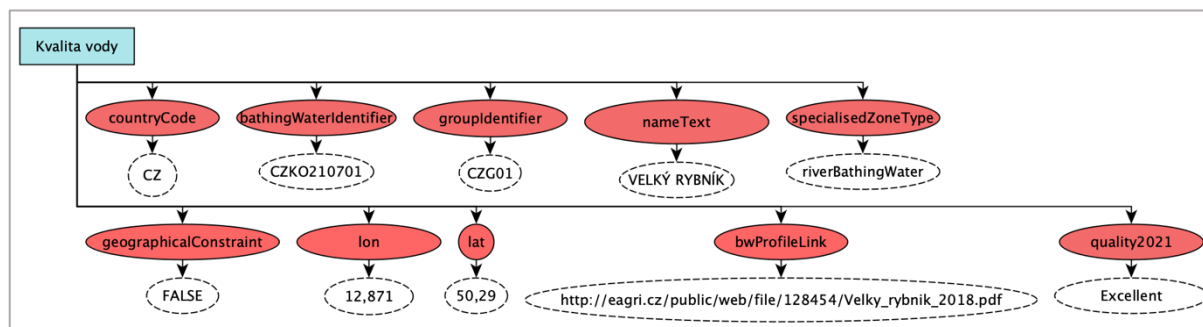 Kvalita vody
countryCode
bathingWaterIdentifier
groupIdentifier
nameText
specialisedZoneType
CZ
CZKO210701
CZG01
VELKÝ RYBNÍK
riverBathingWater
geographicalConstraint
lon
lat
bwProfileLink
quality2021
FALSE
12,871
50,29
http://eagri.cz/public/web/file/128454/Velky_rybnik_2018.pdf
Excellent